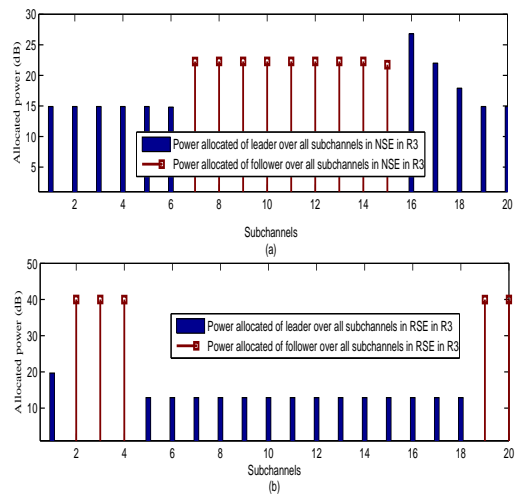 30
25
20
15
10
5
Allocated power (dB)
Power allocated of leader over all subchannels in NSE in R3
Power allocated of follower over all subchannels in NSE in R3
2 4 6 8 10 12 14 16 18 20
Subchannels
(a)
50
40
30
20
10
Allocated power (dB)
Power allocated of leader over all subchannels in RSE in R3
Power allocated of follower over all subchannels in RSE in R3
2 4 6 8 10 12 14 16 18 20
Subchannels
(b)